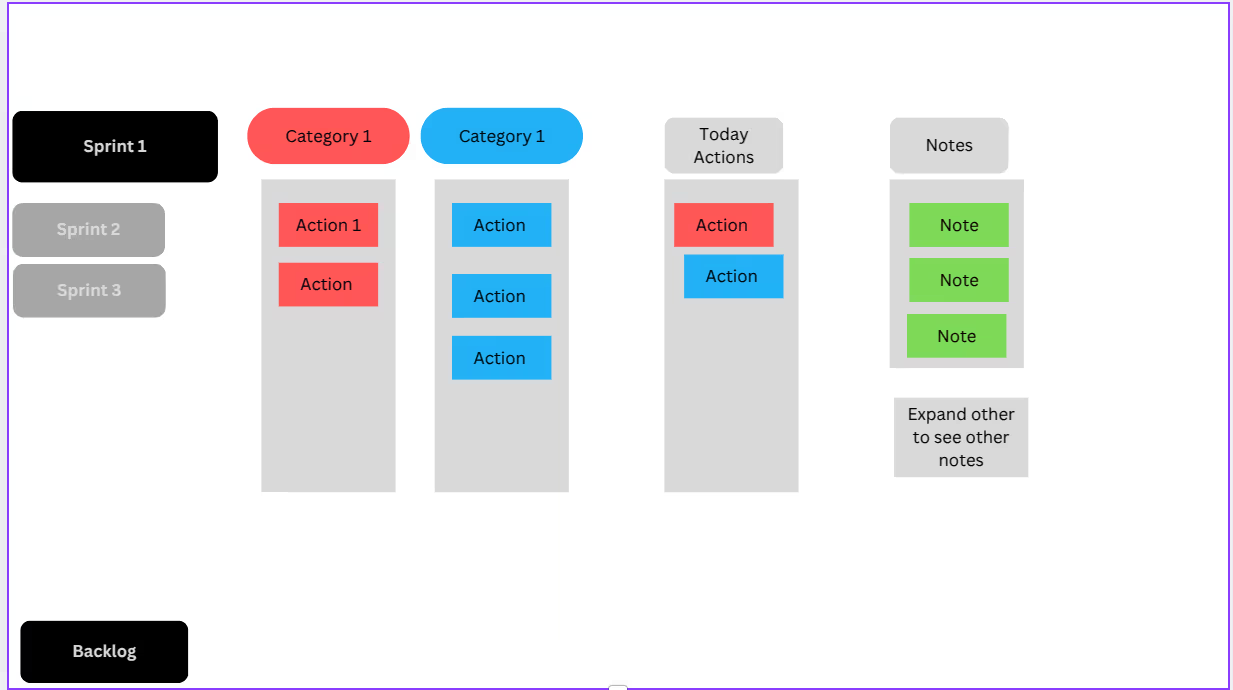 Sprint 1
Sprint 2
Sprint 3
Backlog
Category 1
Action 1
Action
Category 1
Action
Action
Action
Today
Actions
Action
Action
Notes
Note
Note
Note
Expand other
to see other
notes